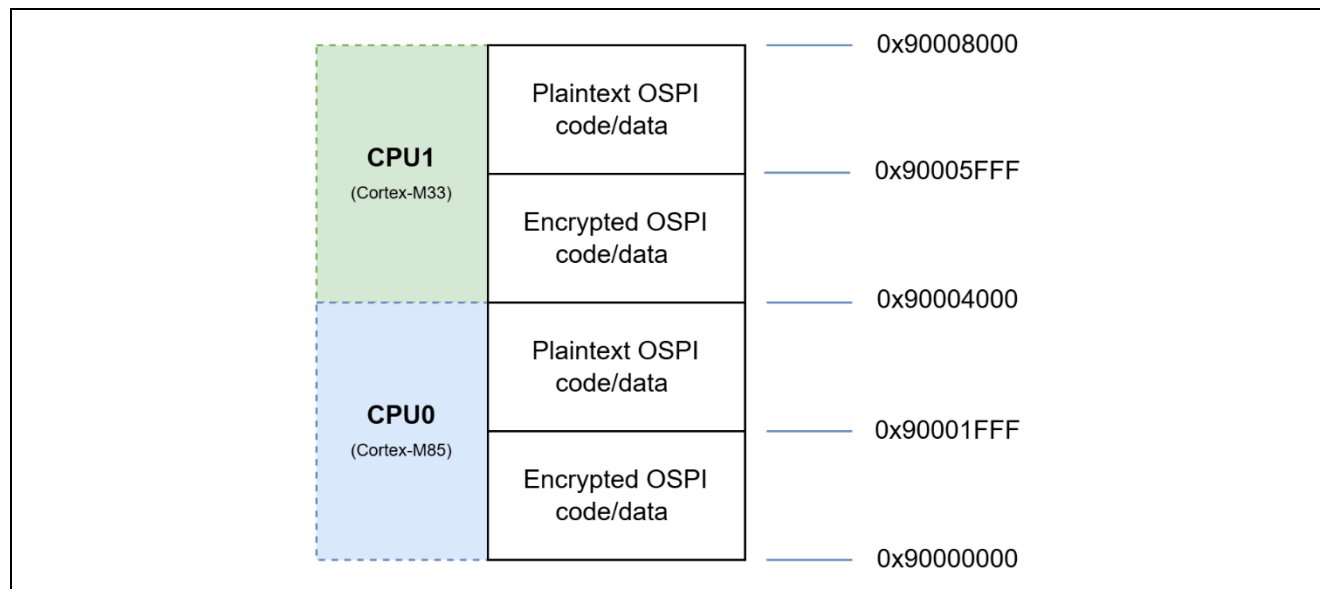 0x90008000
Plaintext OSPI
code/data
CPU1
(Cortex-M33)
0x90005FFF
Encrypted OSPI
code/data
0x90004000
Plaintext OSPI
code/data
CPU0
(Cortex-M85)
0x90001FFF
Encrypted OSPI
code/data
0x90000000